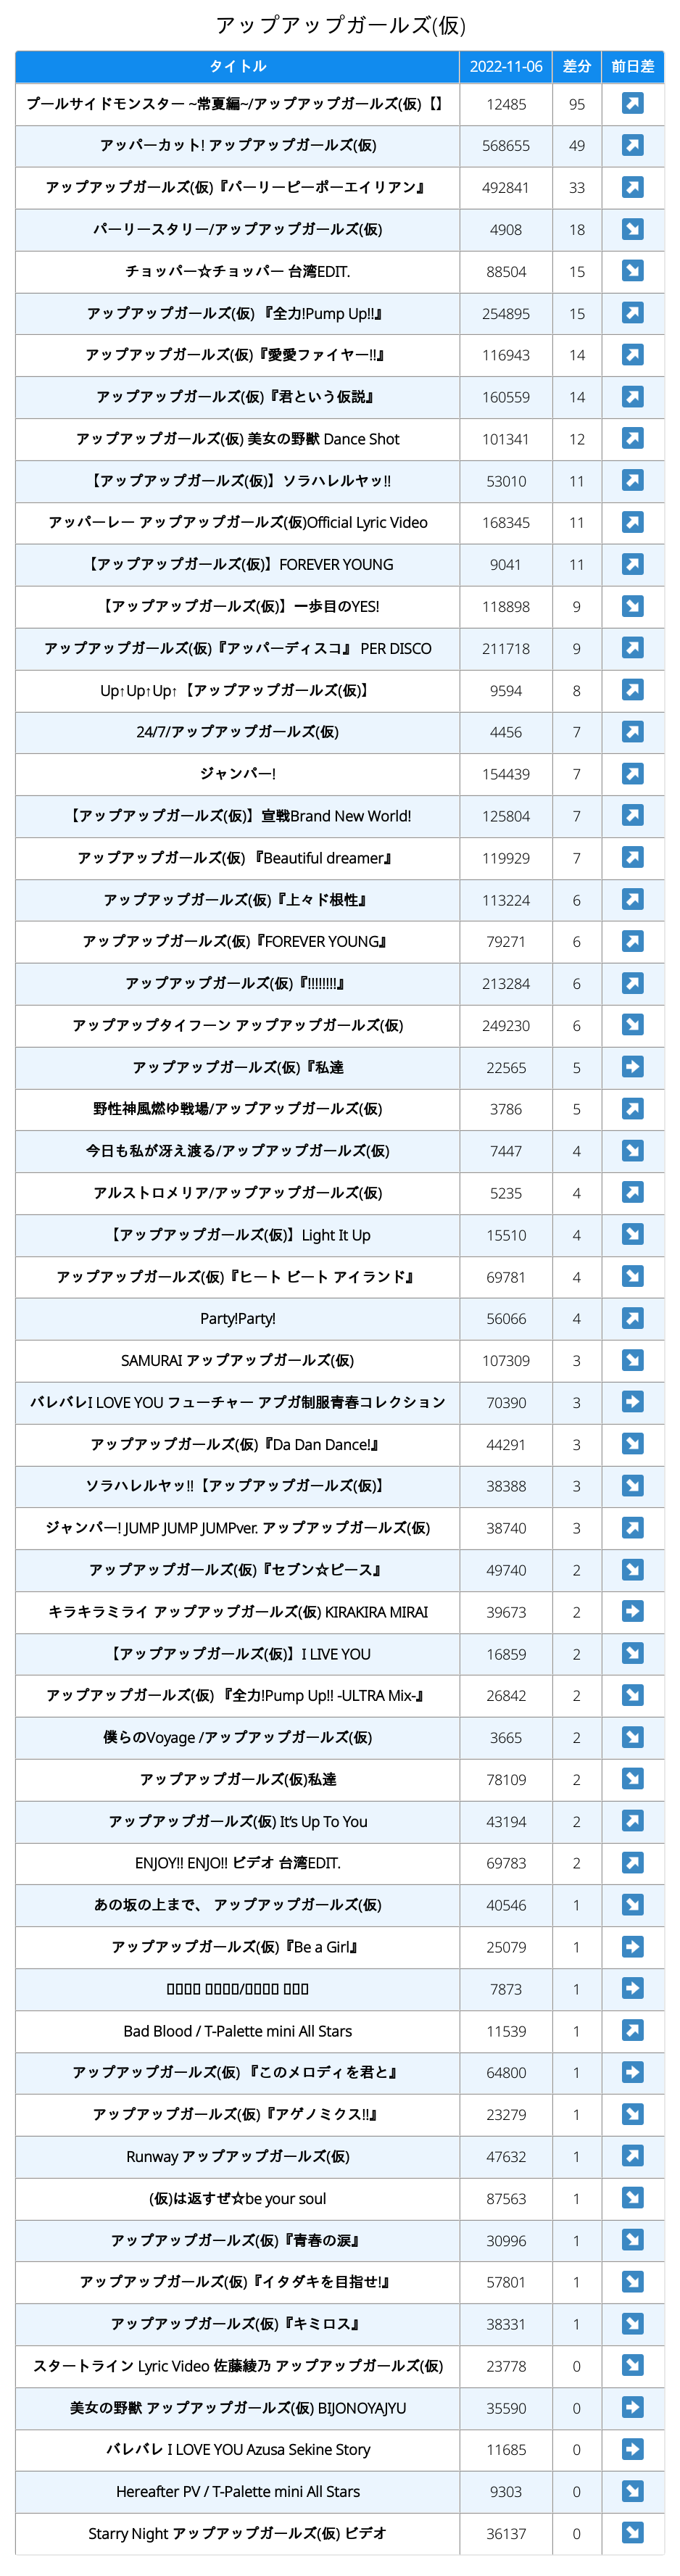 アップアップガールズ(仮)
タイトル 2022-11-06 差分 前日差
プールサイドモンスター ~常夏編~/アップアップガールズ(仮)【】 12485 95
アッパーカット! アップアップガールズ(仮) 568655 49
アップアップガールズ(仮)『パーリーピーポーエイリアン』 492841 33
パーリースタリー/アップアップガールズ(仮) 4908 18
チョッパー☆チョッパー 台湾EDIT. 88504 15
アップアップガールズ(仮) 『全力!Pump Up!!』 254895 15
アップアップガールズ(仮)『愛愛ファイヤー!!』 116943 14
アップアップガールズ(仮)『君という仮説』 160559 14
アップアップガールズ(仮) 美女の野獣 Dance Shot 101341 12
【アップアップガールズ(仮)】ソラハレルヤッ!! 53010 11
アッパーレー アップアップガールズ(仮)Official Lyric Video 168345 11
【アップアップガールズ(仮)】FOREVER YOUNG 9041 11
【アップアップガールズ(仮)】一歩目のYES! 118898 9
アップアップガールズ(仮)『アッパーディスコ』 PER DISCO 211718 9
Up↑Up↑Up↑【アップアップガールズ(仮)】 9594 8
24/7/アップアップガールズ(仮) 4456 7
ジャンパー! 154439 7
【アップアップガールズ(仮)】宣戦Brand New World! 125804 7
アップアップガールズ(仮) 『Beautiful dreamer』 119929 7
アップアップガールズ(仮)『上々ド根性』 113224 6
アップアップガールズ(仮)『FOREVER YOUNG』 79271 6
アップアップガールズ(仮)『!!!!!!!!』 213284 6
アップアップタイフーン アップアップガールズ(仮) 249230 6
アップアップガールズ(仮)『私達 22565 5
野性神風燃ゆ戦場/アップアップガールズ(仮) 3786 5
今日も私が冴え渡る/アップアップガールズ(仮) 7447 4
アルストロメリア/アップアップガールズ(仮) 5235 4
【アップアップガールズ(仮)】Light It Up 15510 4
アップアップガールズ(仮)『ヒート ビート アイランド』 69781 4
Party!Party! 56066 4
SAMURAI アップアップガールズ(仮) 107309 3
バレバレI LOVE YOU フューチャー アプガ制服青春コレクション 70390 3
アップアップガールズ(仮)『Da Dan Dance!』 44291 3
ソラハレルヤッ!!【アップアップガールズ(仮)】 38388 3
ジャンパー! JUMP JUMP JUMPver. アップアップガールズ(仮) 38740 3
アップアップガールズ(仮)『セブン☆ピース』 49740 2
キラキラミライ アップアップガールズ(仮) KIRAKIRA MIRAI 39673 2
【アップアップガールズ(仮)】I LIVE YOU 16859 2
アップアップガールズ(仮) 『全力!Pump Up!! -ULTRA Mix-』 26842 2
僕らのVoyage /アップアップガールズ(仮) 3665 2
アップアップガールズ(仮)私達 78109 2
アップアップガールズ(仮) It's Up To You 43194 2
ENJOY!! ENJO!! ビデオ 台湾EDIT. 69783 2
あの坂の上まで、 アップアップガールズ(仮) 40546 1
アップアップガールズ(仮)『Be a Girl』 25079 1
▯▯▯▯ ▯▯▯▯/▯▯▯▯ ▯▯▯ 7873 1
Bad Blood / T-Palette mini All Stars 11539 1
アップアップガールズ(仮) 『このメロディを君と』 64800 1
アップアップガールズ(仮)『アゲノミクス!!』 23279 1
Runway アップアップガールズ(仮) 47632 1
(仮)は返すぜ☆be your soul 87563 1
アップアップガールズ(仮)『青春の涙』 30996 1
アップアップガールズ(仮)『イタダキを目指せ!』 57801 1
アップアップガールズ(仮)『キミロス』 38331 1
スタートライン Lyric Video 佐藤綾乃 アップアップガールズ(仮) 23778 0
美女の野獣 アップアップガールズ(仮) BIJONOYAJYU 35590 0
バレバレ I LOVE YOU Azusa Sekine Story 11685 0
Hereafter PV / T-Palette mini All Stars 9303 0
Starry Night アップアップガールズ(仮) ビデオ 36137 0